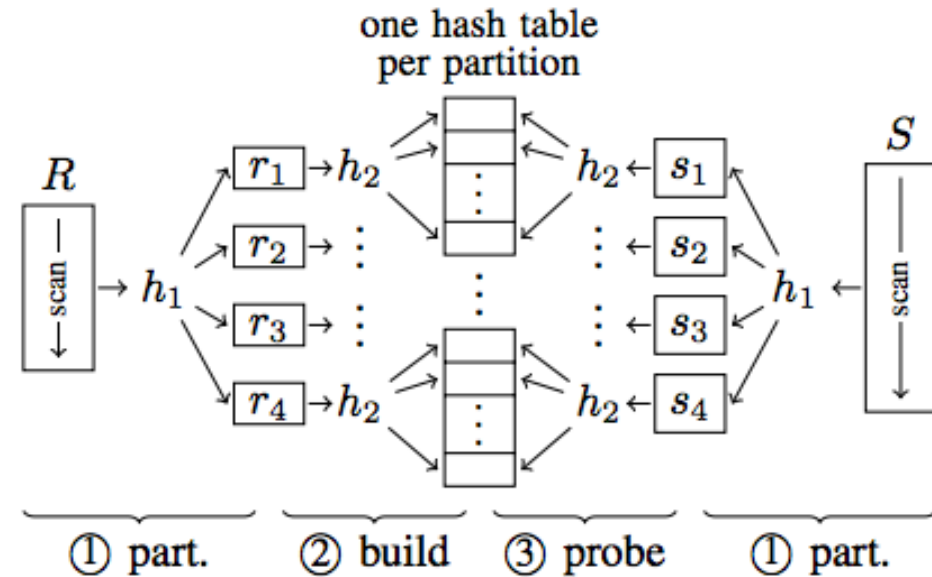 one hash table
per partition
R
S
scan
h₁
r₁
r₂
r₃
r₄
h₂
⋮
⋮
h₂
⋮
⋮
⋮
h₂
⋮
⋮
h₂
s₁
s₂
s₃
s₄
h₁
scan
① part.
② build
③ probe
① part.